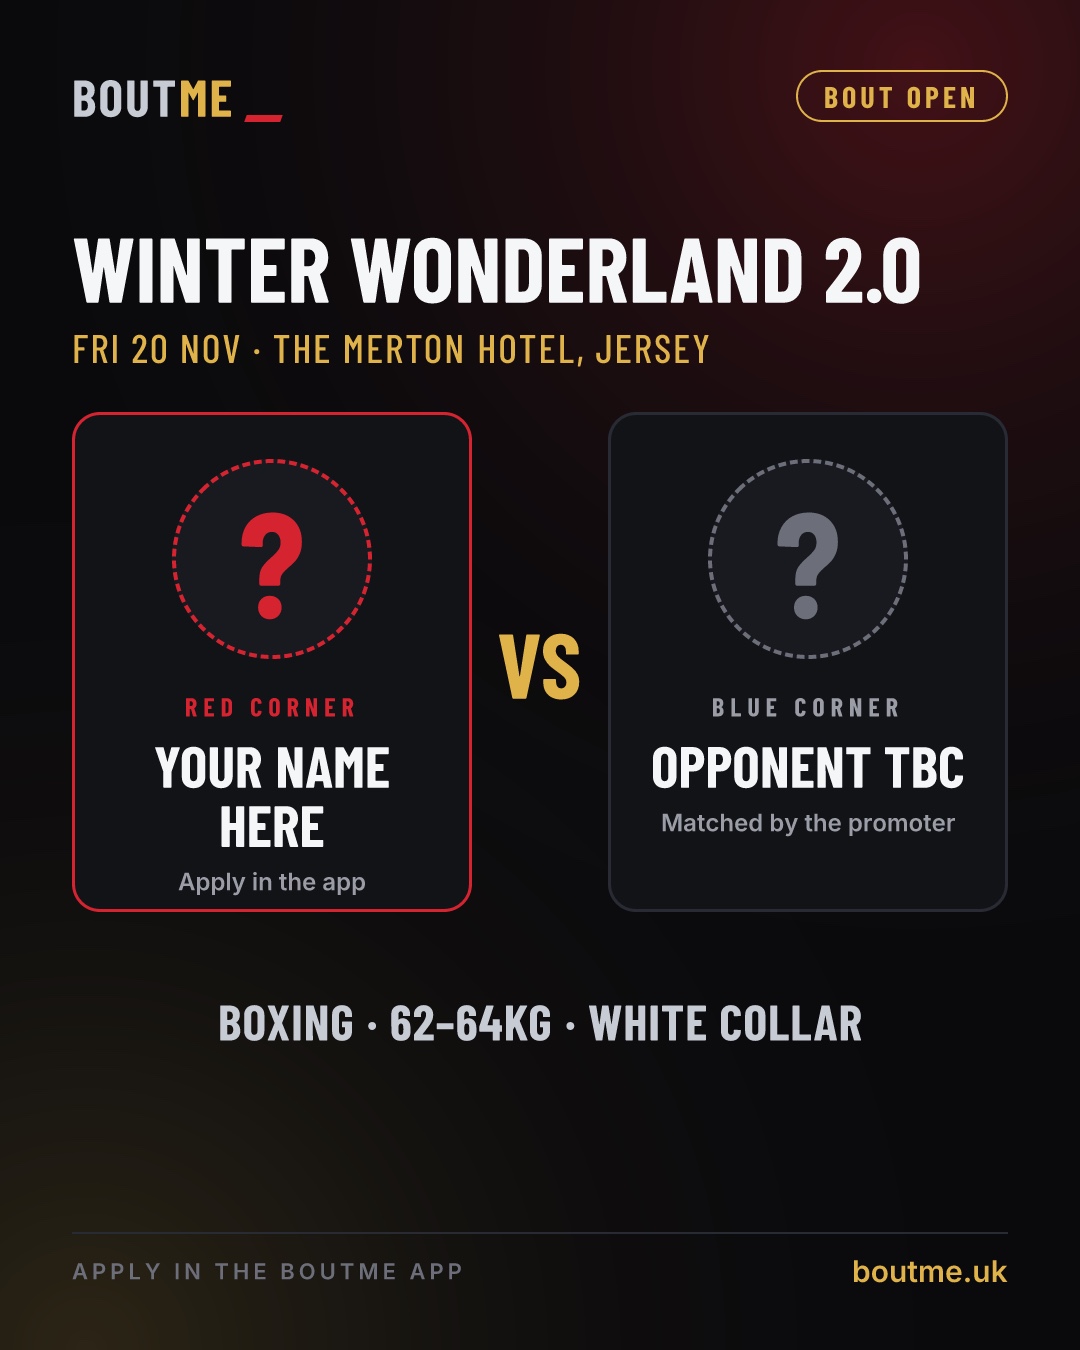 BOUTME
BOUT OPEN
WINTER WONDERLAND 2.0
FRI 20 NOV · THE MERTON HOTEL, JERSEY
?
RED CORNER
YOUR NAME
HERE
Apply in the app
VS
?
BLUE CORNER
OPPONENT TBC
Matched by the promoter
BOXING · 62–64KG · WHITE COLLAR
APPLY IN THE BOUTME APP
boutme.uk